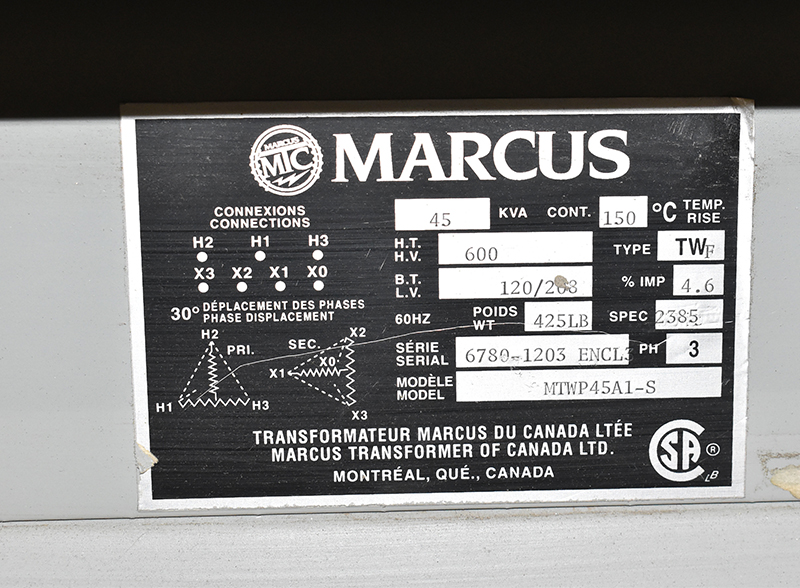 MARCUS
MTC
MARCUS
CONNEXIONS
CONNECTIONS
H2 H1 H3
X3 X2 X1 X0
30° DÉPLACEMENT DES PHASES
PHASE DISPLACEMENT
H2
PRI.
H1 H3
SEC.
X2
X0
X1
X3
45 KVA CONT. 150 °C TEMP. RISE
H.T.
H.V. 600 TYPE TWF
B.T.
L.V. 120/208 % IMP 4.6
60HZ POIDS
WT 425LB SPEC 2385
SÉRIE
SERIAL 6780-1203 ENCL3 PH 3
MODÈLE
MODEL MTWP45A1-S
TRANSFORMATEUR MARCUS DU CANADA LTÉE
MARCUS TRANSFORMER OF CANADA LTD.
MONTRÉAL, QUÉ., CANADA
SA ®
LB